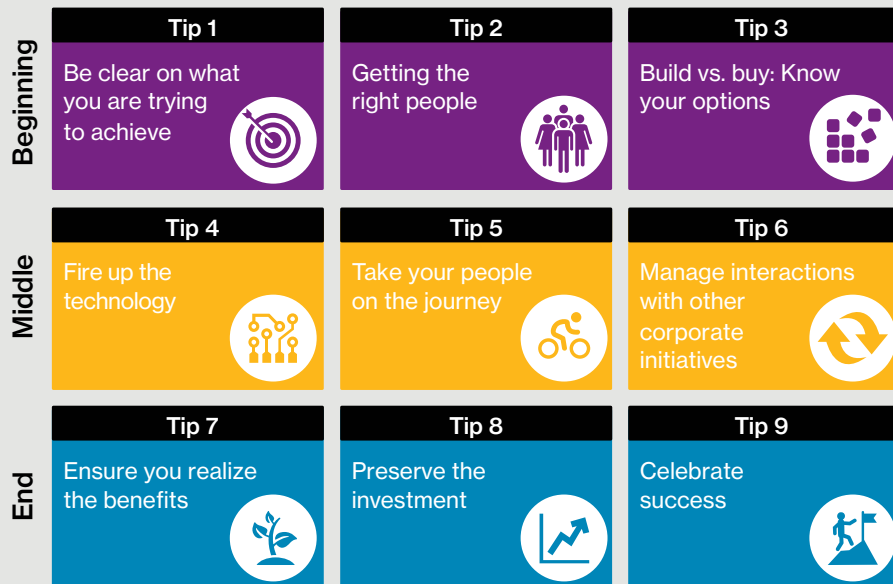 Beginning
Tip 1
Be clear on what
you are trying
to achieve
Tip 2
Getting the
right people
Tip 3
Build vs. buy: Know
your options
Middle
Tip 4
Fire up the
technology
Tip 5
Take your people
on the journey
Tip 6
Manage interactions
with other
corporate
initiatives
End
Tip 7
Ensure you realize
the benefits
Tip 8
Preserve the
investment
Tip 9
Celebrate
success